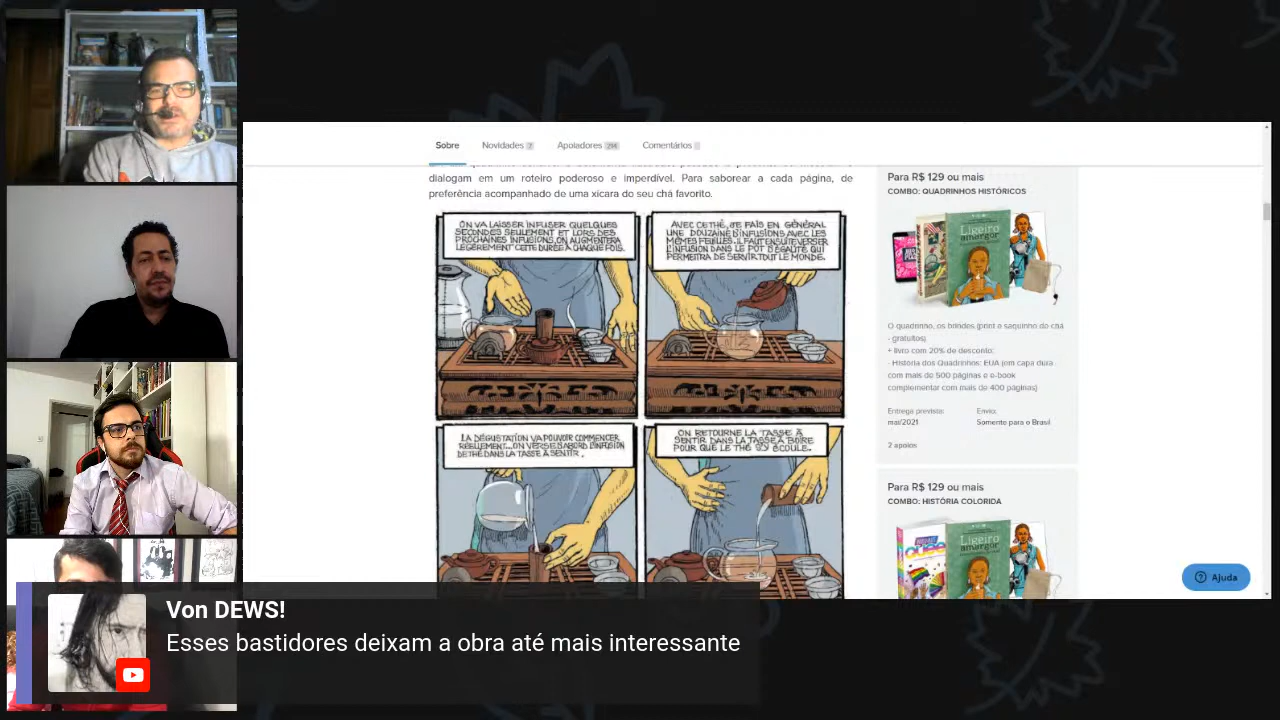 Sobre
Novidades 7
Apoiadores
Comentários
dialogam em um roteiro poderoso e imperdível. Para saborear a cada página, de
preferência acompanhado de uma xícara do seu chá favorito.
ON VA LAISSER INFUSER QUELQUES
SECONDES SEULEMENT ET LORS DES
PROCHAINES INFUSIONS, ON AUGMENTERA
LÉGÈREMENT CETTE DURÉE À CHAQUE FOIS.
AVEC CE THÉ, JE FAIS EN GÉNÉRAL
UNE DOUZAINE D'INFUSIONS AVEC LES
MÊMES FEUILLES. IL FAUT ENSUITE VERSER
L'INFUSION DANS LE POT D'ÉGALITÉ QUI
PERMETTRA DE SERVIR TOUT LE MONDE.
LA DÉGUSTATION VA POUVOIR COMMENCER
RÉELLEMENT... ON VERSE D'ABORD L'INFUSION
DE THÉ DANS LA TASSE À SENTIR.
ON RETOURNE LA TASSE À
SENTIR DANS LA TASSE À BOIRE
POUR QUE LE THÉ S'Y ÉCOULE...
Para R$ 129 ou mais
COMBO: QUADRINHOS HISTÓRICOS
Ligeiro
amargor
O quadrinho, os brindes (print e saquinho de chá
- gratuitos)
+ livro com 20% de desconto:
- História dos Quadrinhos: EUA (em capa dura
com mais de 500 páginas e e-book
complementar com mais de 400 páginas)
Entrega prevista:
mai/2021
Envio:
Somente para o Brasil
2 apoios
Para R$ 129 ou mais
COMBO: HISTÓRIA COLORIDA
Ligeiro
amargor
Ajuda
Von DEWS!
Esses bastidores deixam a obra até mais interessante